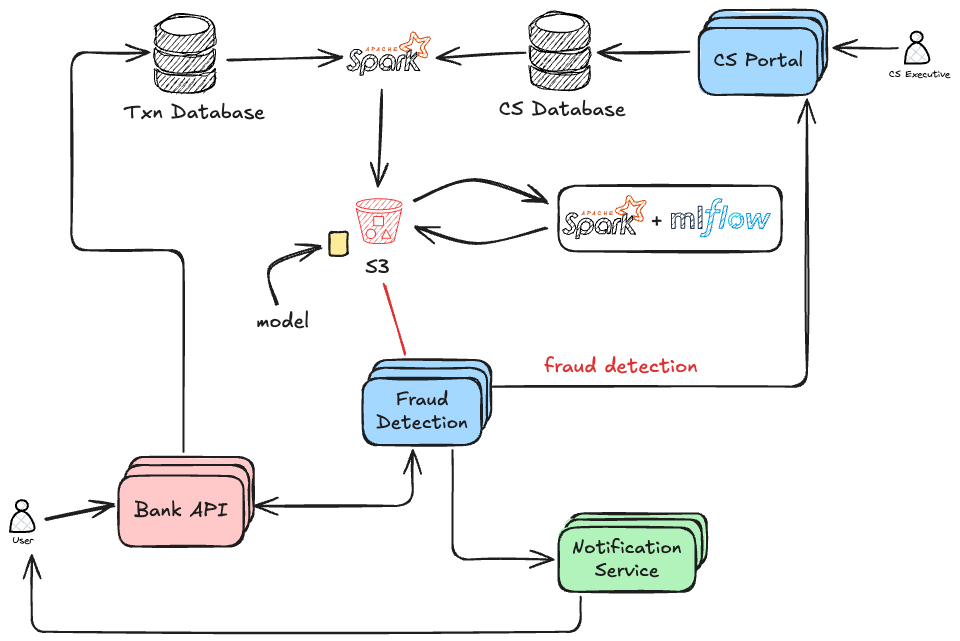 APACHE
Spark
CS Portal
CS Executive
Txn Database
CS Database
APACHE
Spark
+
mlflow
S3
model
fraud detection
Fraud
Detection
Bank API
User
Notification
Service